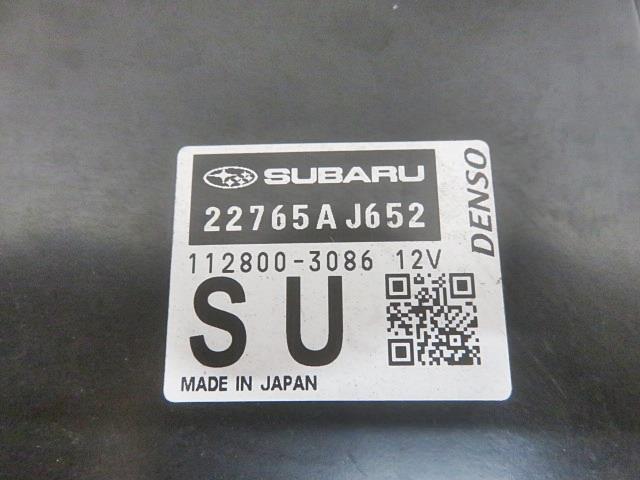 SUBARU
22765AJ652
DENSO
112800-3086 12V
SU
MADE IN JAPAN